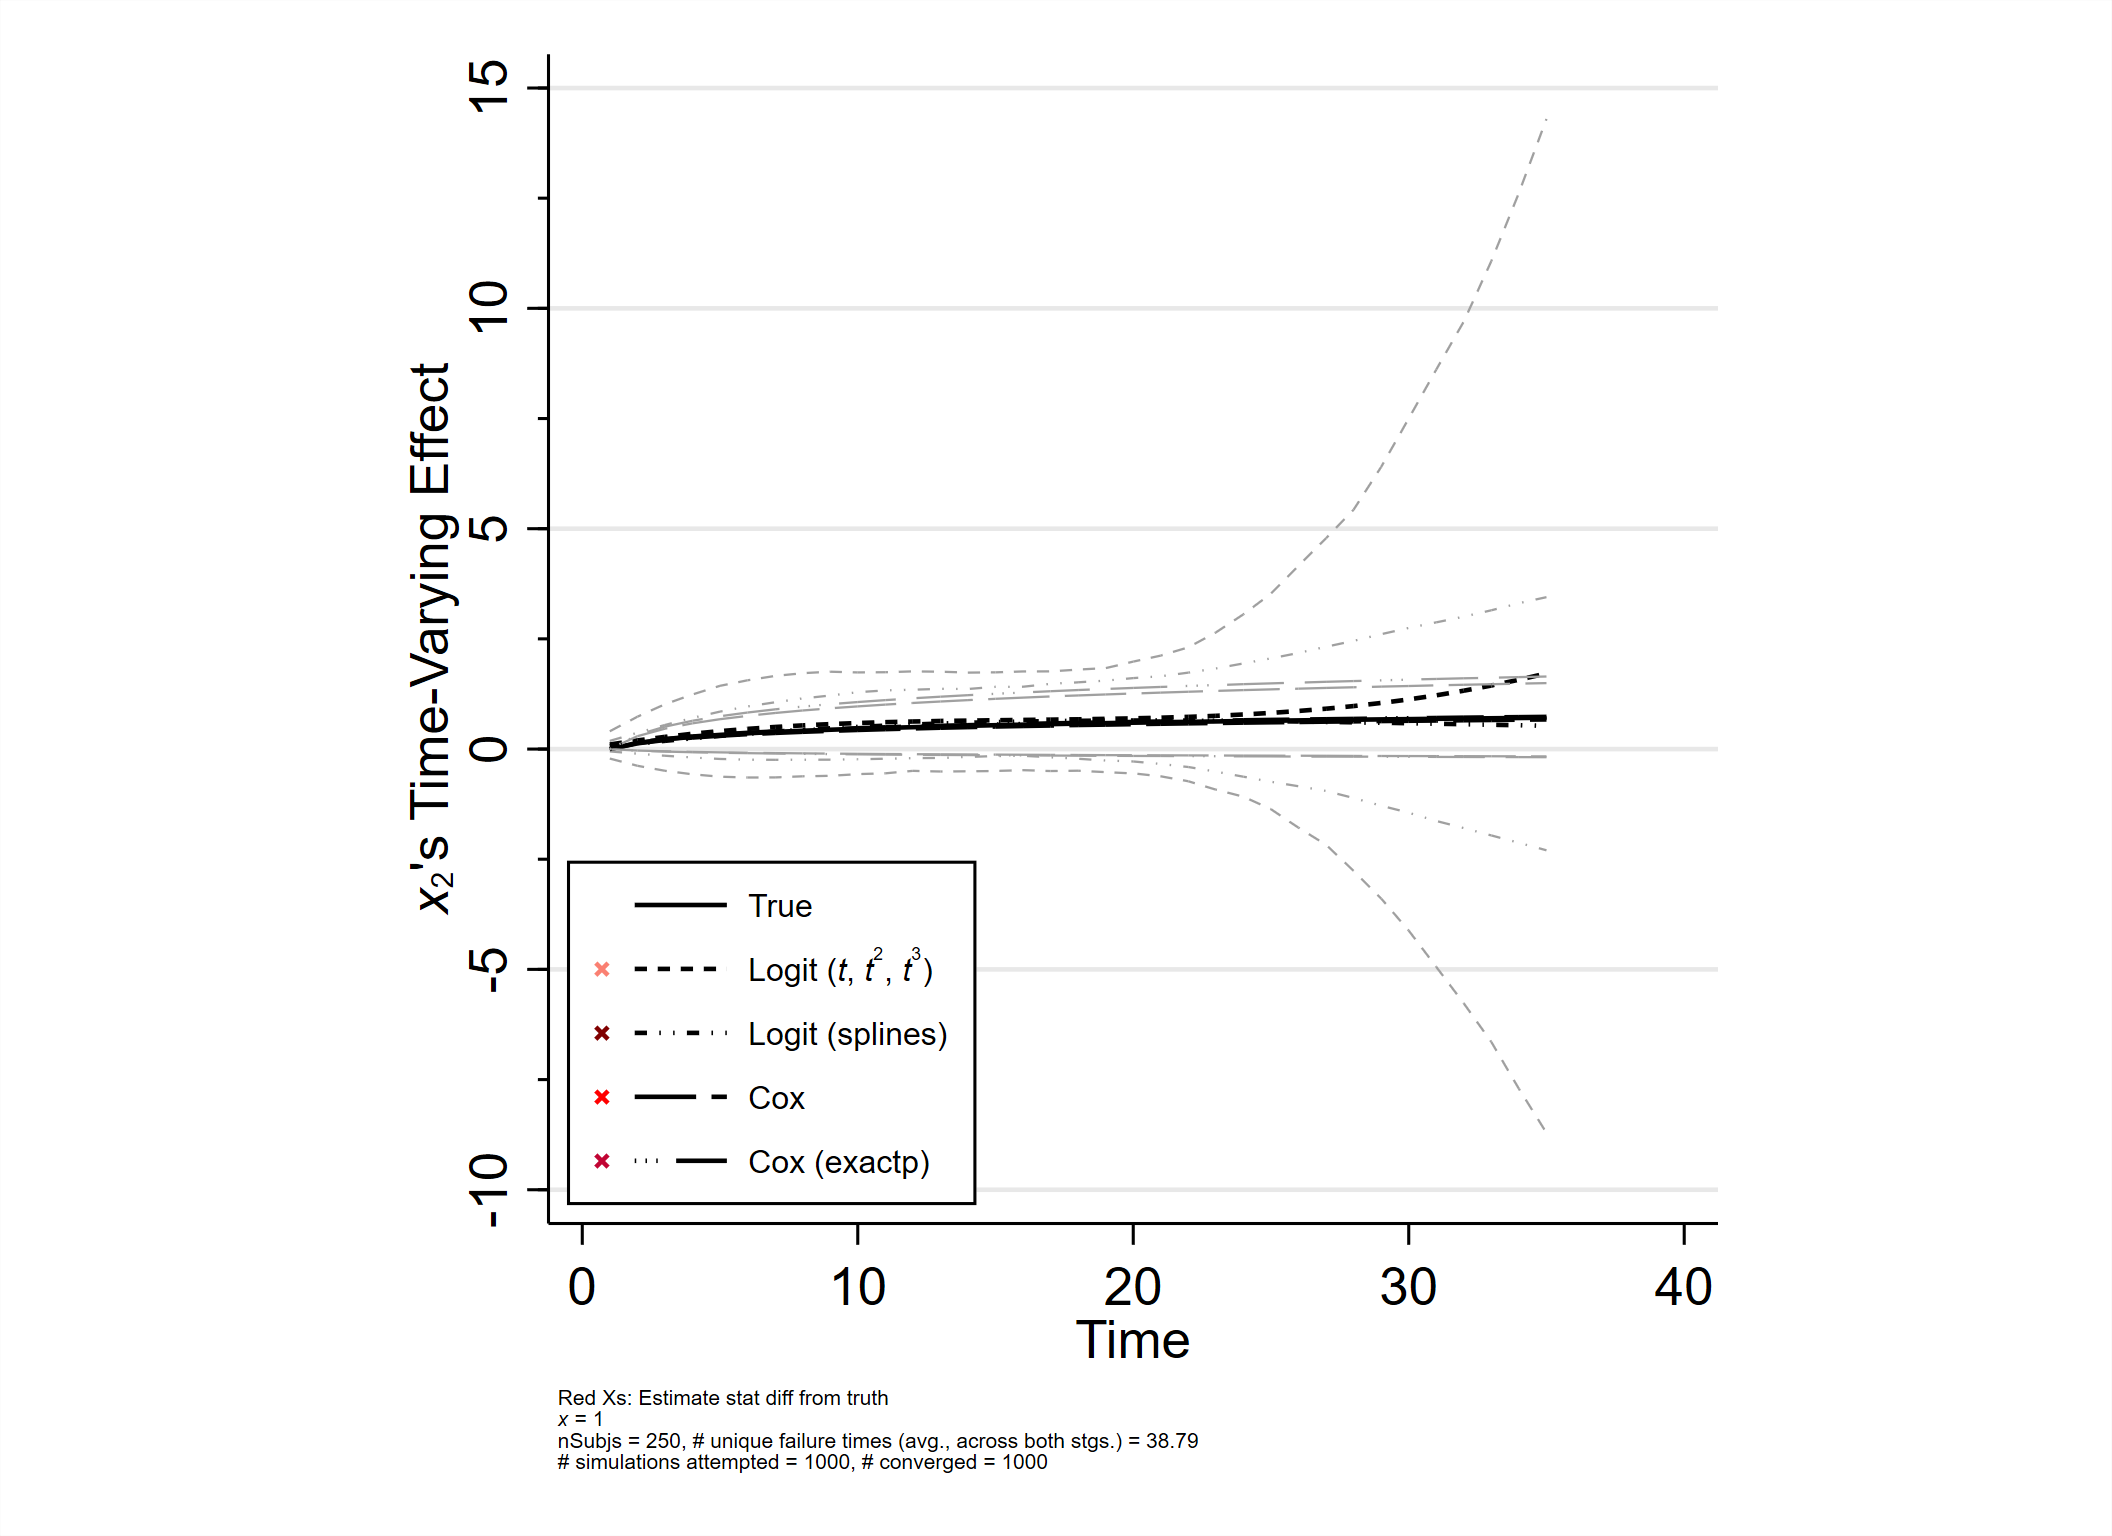 15
10
5
0
-5
-10
x₂'s Time-Varying Effect
True
Logit (t, t², t³)
Logit (splines)
Cox
Cox (exactp)
0 10 20 30 40
Time
Red Xs: Estimate stat diff from truth
x = 1
nSubjs = 250, # unique failure times (avg., across both stgs.) = 38.79
# simulations attempted = 1000, # converged = 1000